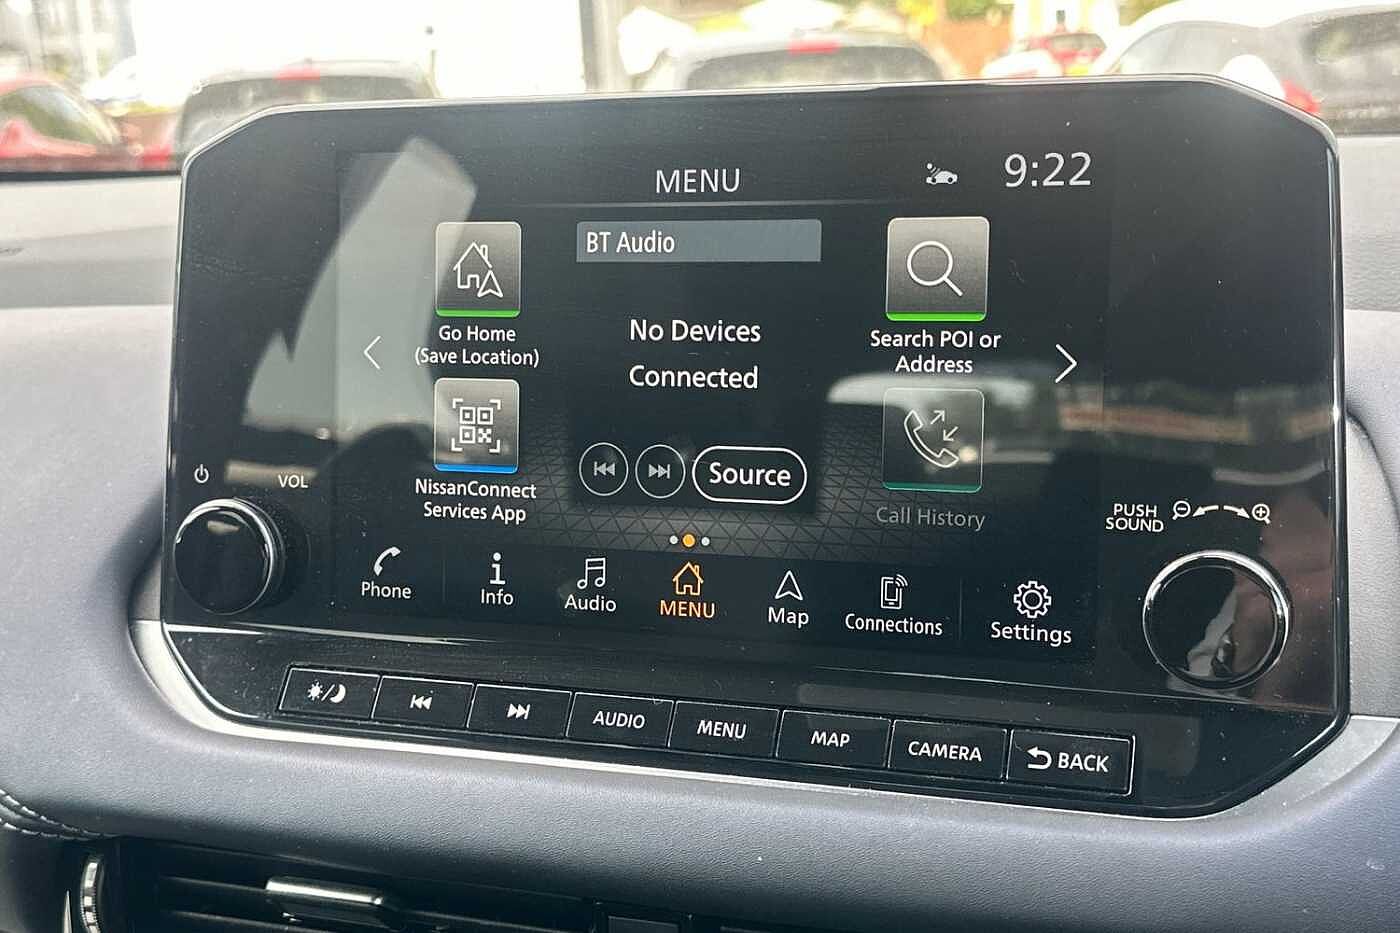 MENU
9:22
BT Audio
Go Home
(Save Location)
No Devices
Connected
Search POI or
Address
NissanConnect
Services App
Source
Call History
VOL
PUSH
SOUND
Phone
Info
Audio
MENU
Map
Connections
Settings
AUDIO
MENU
MAP
CAMERA
BACK